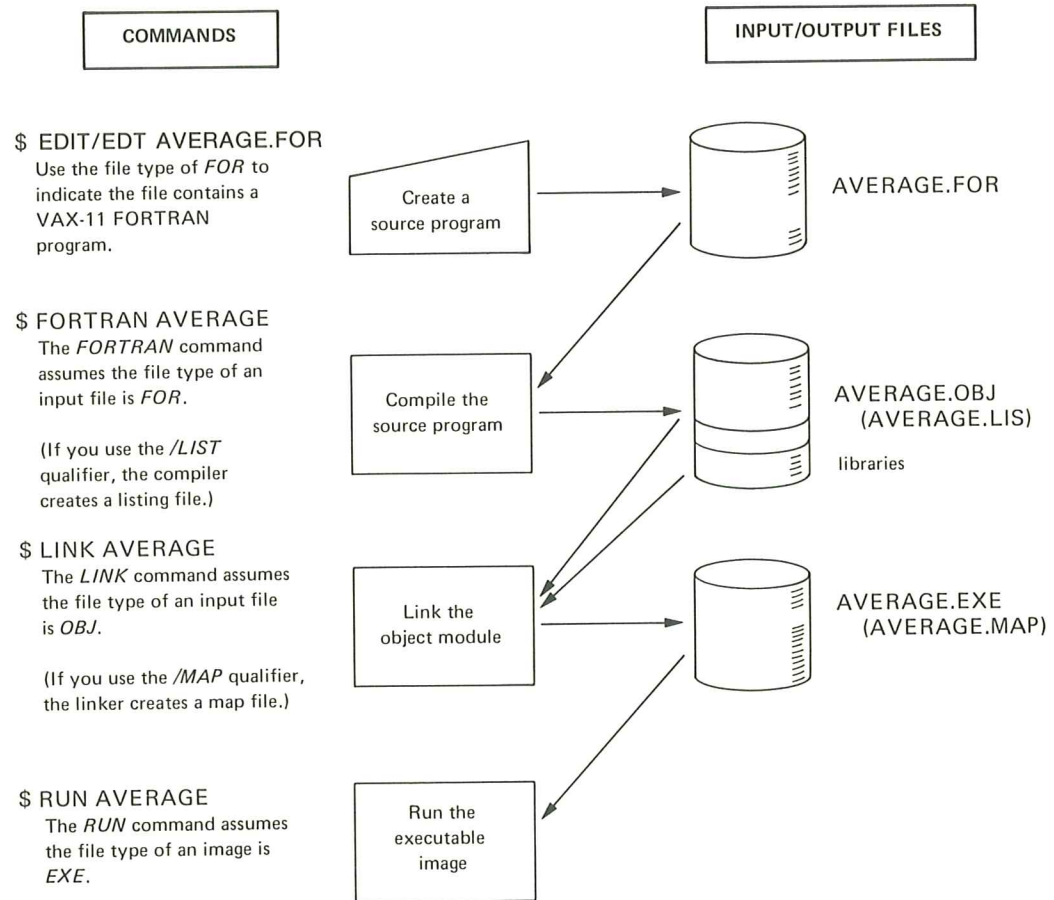 COMMANDS
INPUT/OUTPUT FILES
$ EDIT/EDT AVERAGE.FOR
Use the file type of FOR to
indicate the file contains a
VAX-11 FORTRAN
program.
Create a
source program
AVERAGE.FOR
$ FORTRAN AVERAGE
The FORTRAN command
assumes the file type of an
input file is FOR.
(If you use the /LIST
qualifier, the compiler
creates a listing file.)
Compile the
source program
AVERAGE.OBJ
(AVERAGE.LIS)
libraries
$ LINK AVERAGE
The LINK command assumes
the file type of an input file
is OBJ.
(If you use the /MAP qualifier,
the linker creates a map file.)
Link the
object module
AVERAGE.EXE
(AVERAGE.MAP)
$ RUN AVERAGE
The RUN command assumes
the file type of an image is
EXE.
Run the
executable
image